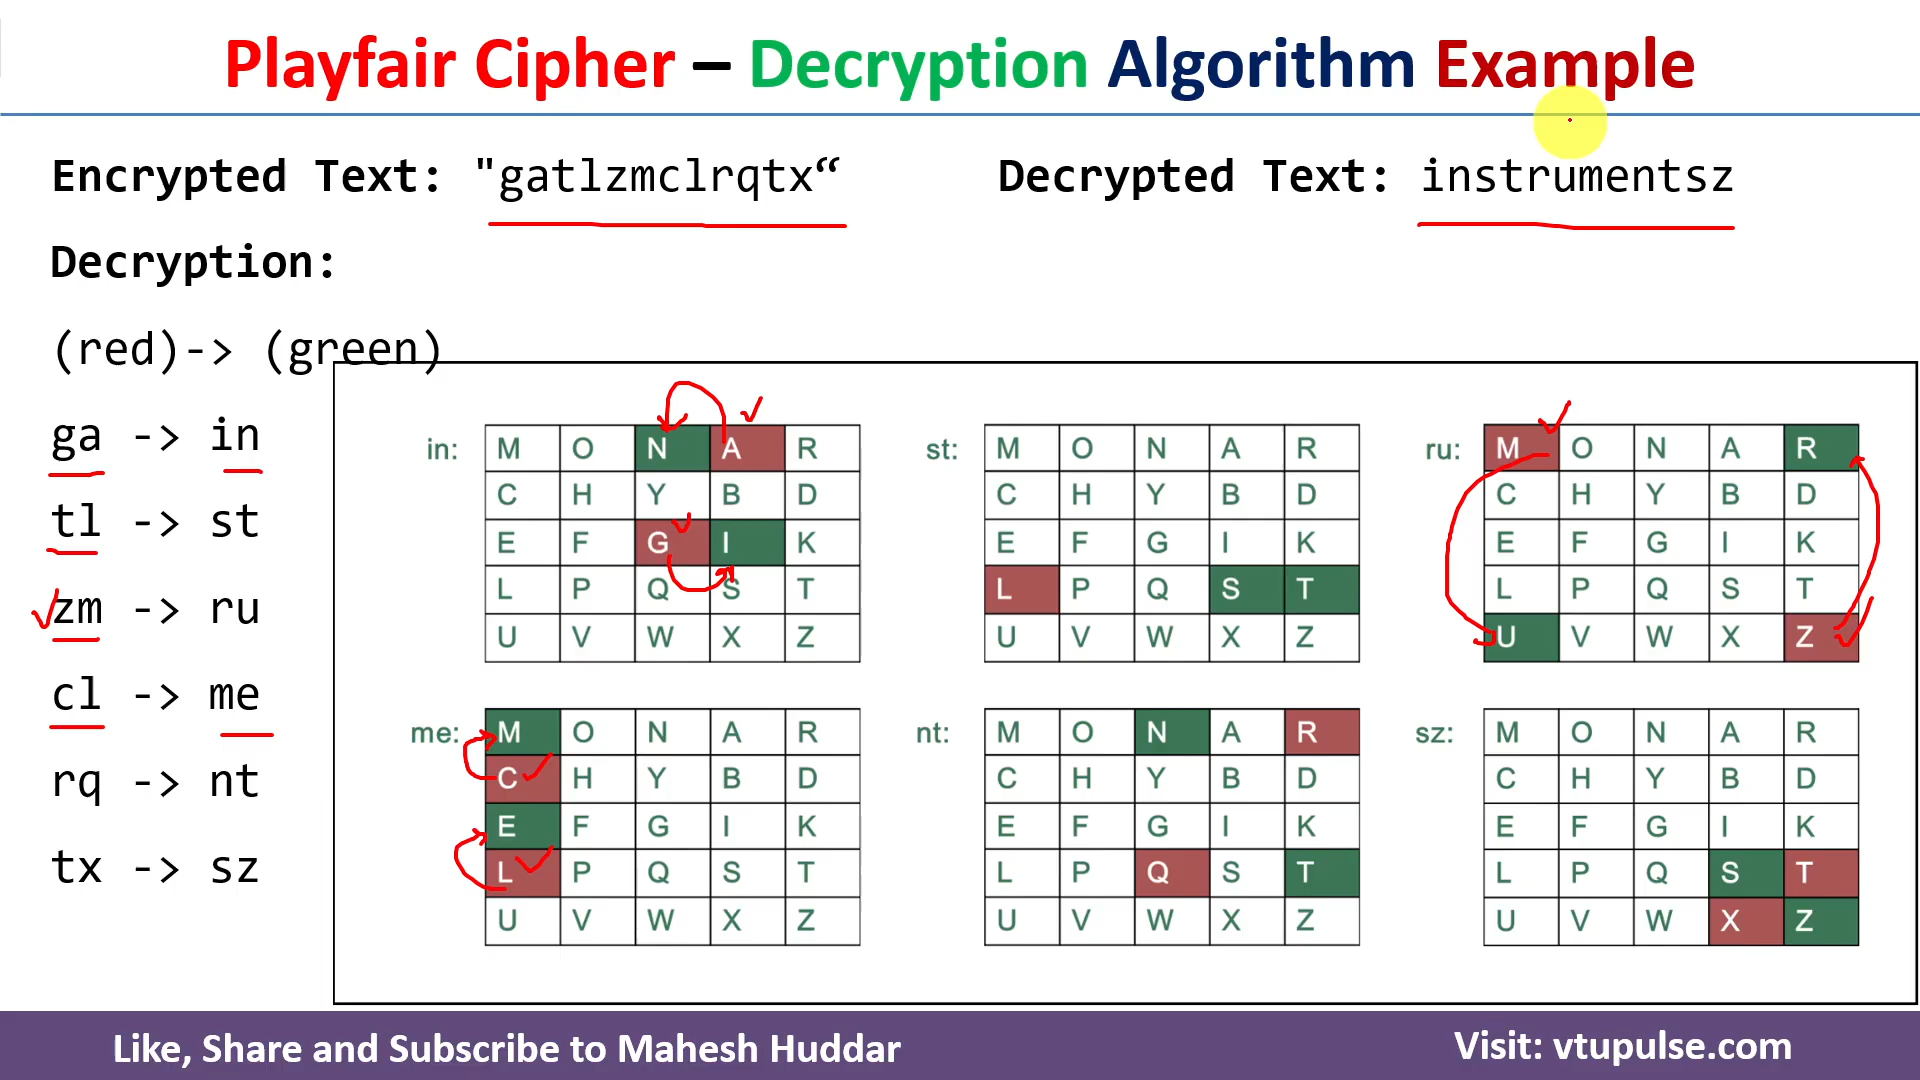 Playfair Cipher – Decryption Algorithm Example
Encrypted Text: "gatlzmclrqtx“ Decrypted Text: instrumentsz
Decryption:
(red)-> (green)
ga -> in
tl -> st
zm -> ru
cl -> me
rq -> nt
tx -> sz
in:
M O N A R
C H Y B D
E F G I K
L P Q S T
U V W X Z
st:
M O N A R
C H Y B D
E F G I K
L P Q S T
U V W X Z
ru:
M O N A R
C H Y B D
E F G I K
L P Q S T
U V W X Z
me:
M O N A R
C H Y B D
E F G I K
L P Q S T
U V W X Z
nt:
M O N A R
C H Y B D
E F G I K
L P Q S T
U V W X Z
sz:
M O N A R
C H Y B D
E F G I K
L P Q S T
U V W X Z
Like, Share and Subscribe to Mahesh Huddar
Visit: vtupulse.com